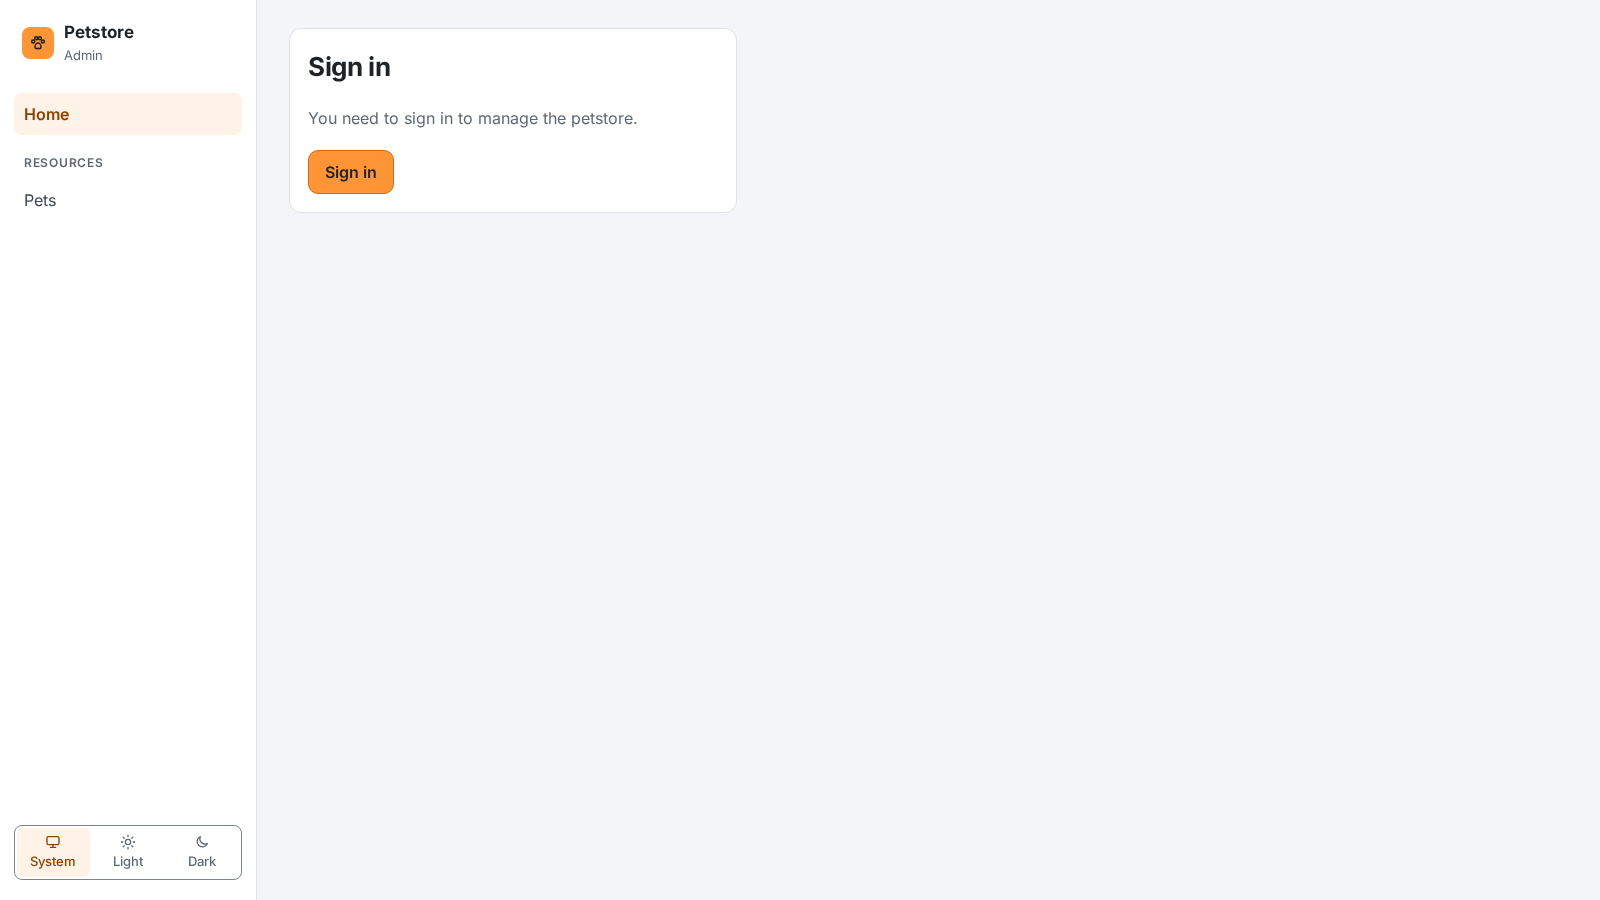 Petstore
Admin
Home
RESOURCES
Pets
System
Light
Dark
Sign in
You need to sign in to manage the petstore.
Sign in